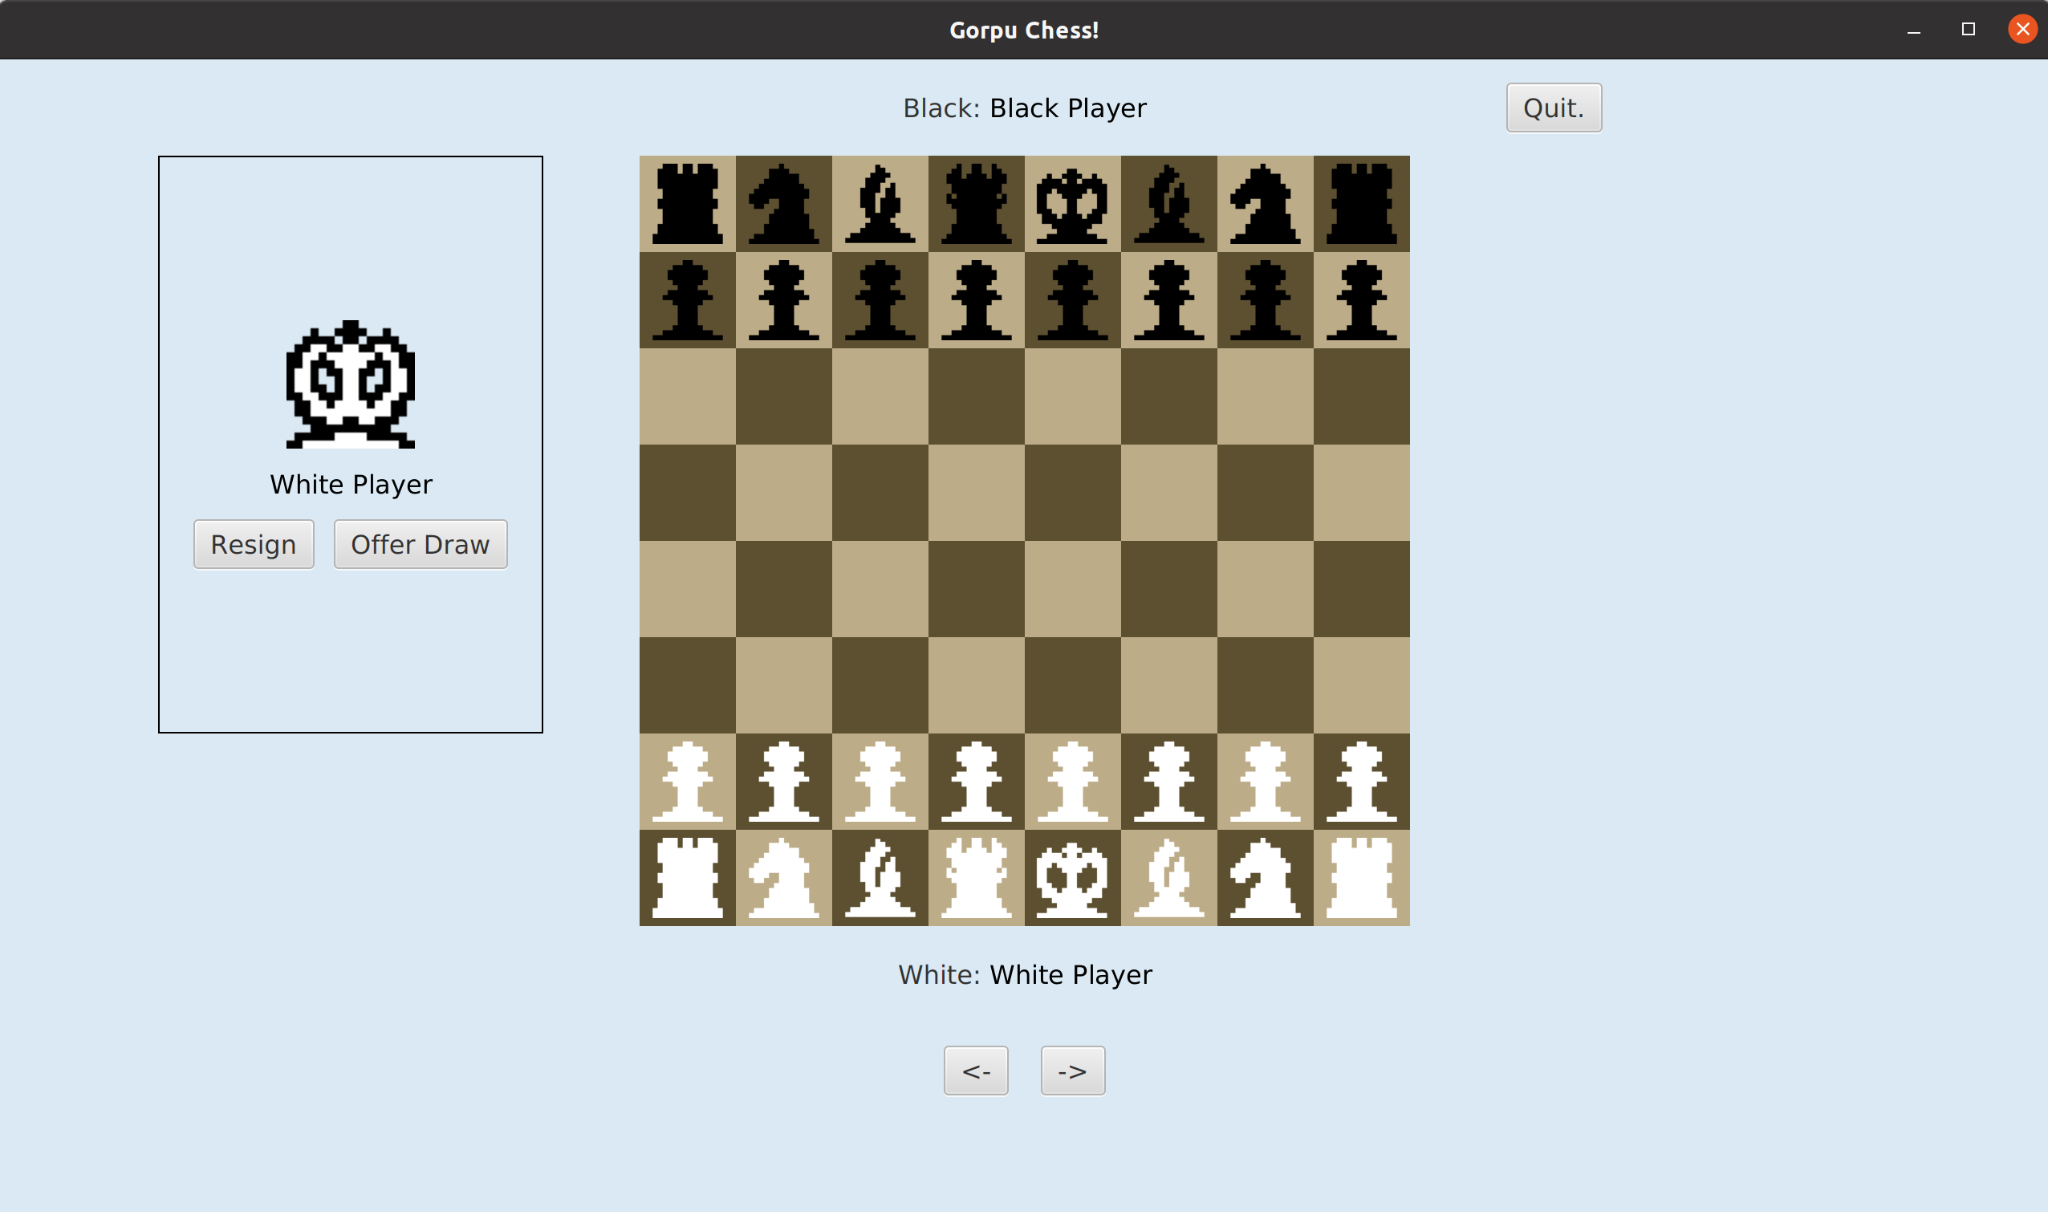 Gorpu Chess!
Black: Black Player
Quit.
White Player
Resign
Offer Draw
White: White Player
<-
->